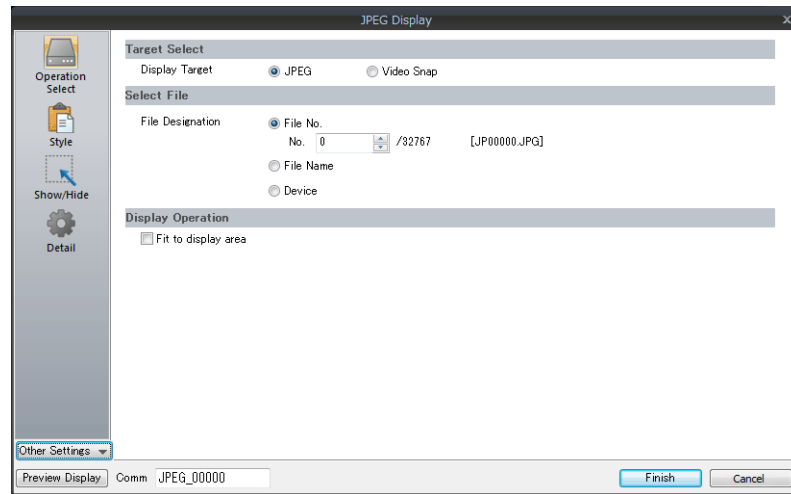 JPEG Display
x
Operation
Select
Style
Show/Hide
Detail
Other Settings
Target Select
Display Target JPEG Video Snap
Select File
File Designation File No.
No. 0 /32767 [JP00000.JPG]
File Name
Device
Display Operation
Fit to display area
Preview Display Comm JPEG_00000 Finish Cancel